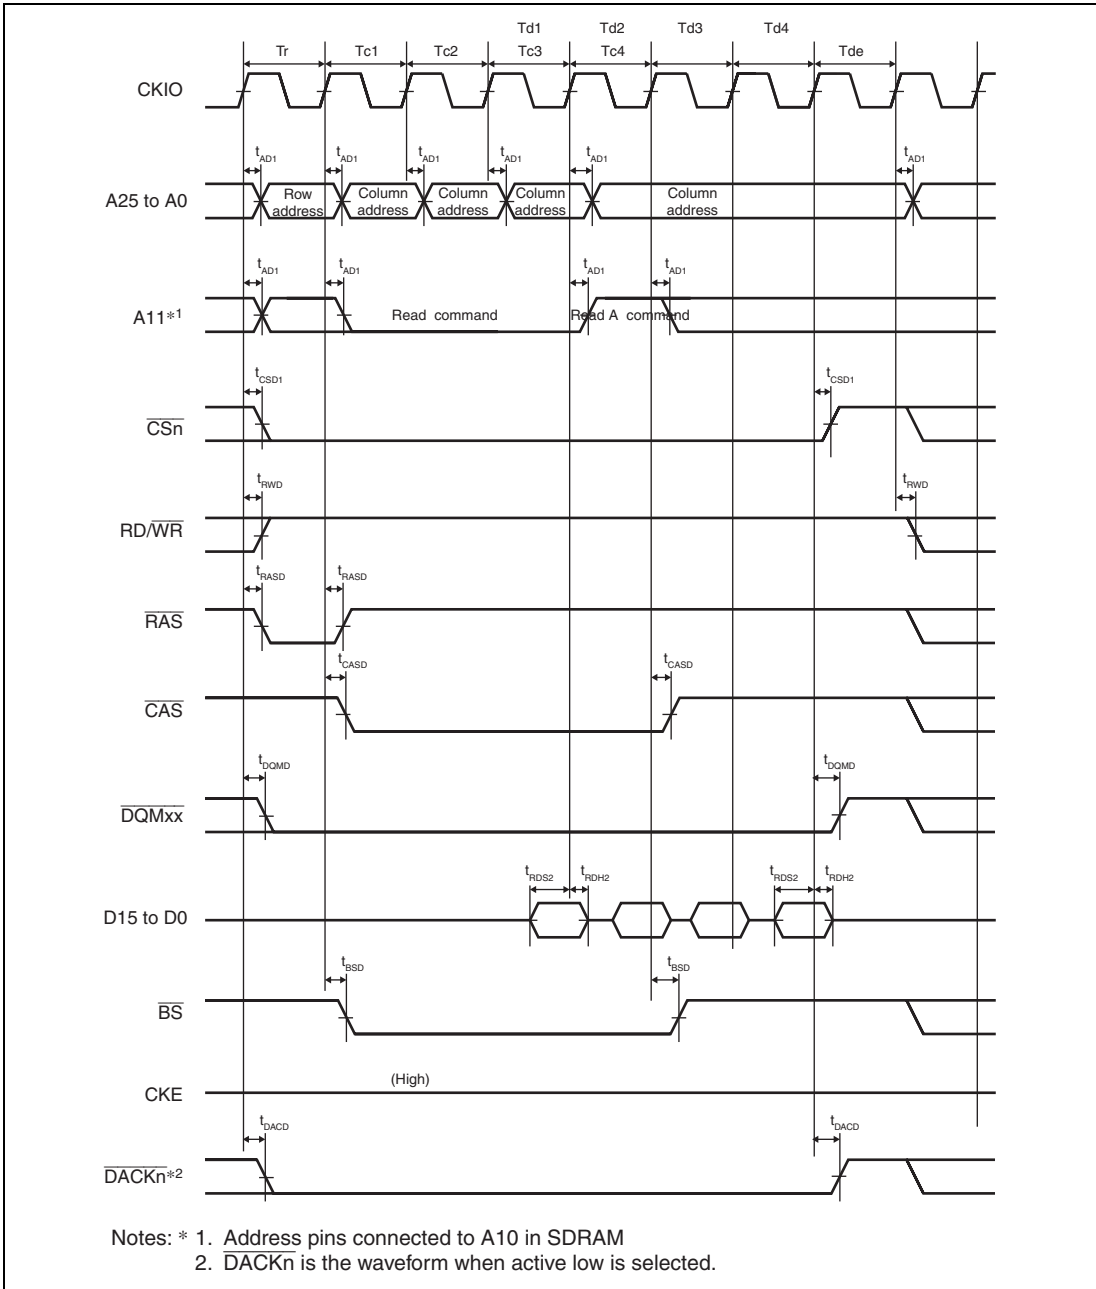 Td1 Td2 Td3 Td4
Tr Tc1 Tc2 Tc3 Tc4 Tde
CKIO
tAD1 tAD1 tAD1 tAD1 tAD1 tAD1
A25 to A0
Row address
Column address
Column address
Column address
Column address
tAD1 tAD1 tAD1 tAD1
A11*1
Read command
Read A command
tCSD1 tCSD1
CSn
tRWD tRWD
RD/WR
tRASD tRASD
RAS
tCASD tCASD
CAS
tDQMD tDQMD
DQMxx
tRDS2 tRDH2 tRDS2 tRDH2
D15 to D0
tBSD tBSD
BS
(High)
CKE
tDACD tDACD
DACKn*2
Notes: * 1. Address pins connected to A10 in SDRAM
2. DACKn is the waveform when active low is selected.